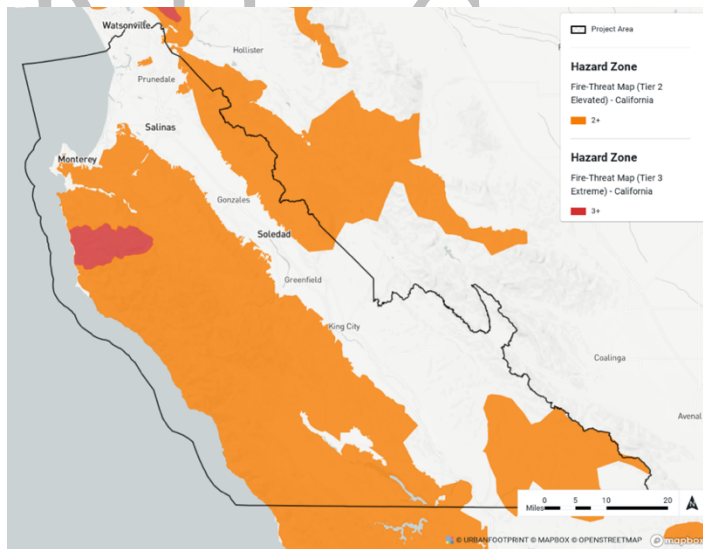 Watsonville
Hollister
Prunedale
Salinas
Monterey
Gonzales
Soledad
Greenfield
King City
Coalinga
Avenal
Project Area
Hazard Zone
Fire-Threat Map (Tier 2
Elevated) - California
2+
Hazard Zone
Fire-Threat Map (Tier 3
Extreme) - California
3+
0 5 10 20
Miles
© URBANFOOTPRINT © MAPBOX © OPENSTREETMAP
mapbox